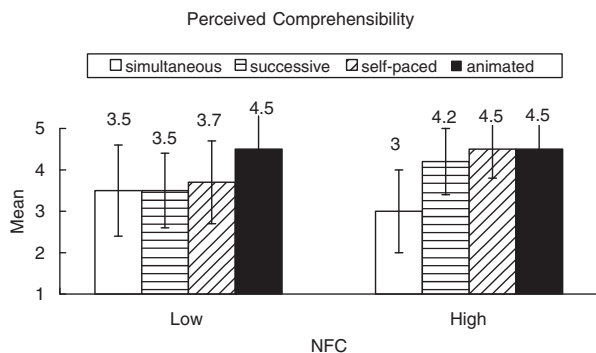 Perceived Comprehensibility
simultaneous successive self-paced animated
3.5 3.5 3.7 4.5 3 4.2 4.5 4.5
5
4
3
2
1
Mean
Low High
NFC